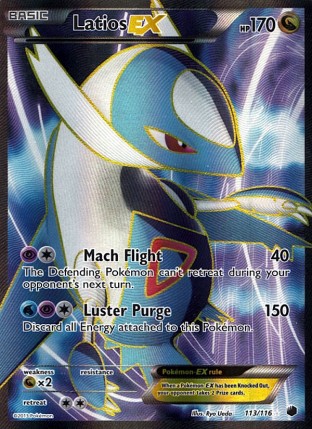 BASIC
Latios EX
HP170
Mach Flight 40
The Defending Pokémon can't retreat during your
opponent's next turn.
Luster Purge 150
Discard all Energy attached to this Pokémon.
weakness resistance
×2
retreat
Pokémon-EX rule
When a Pokémon-EX has been Knocked Out,
your opponent takes 2 Prize cards.
©2013 Pokémon
Illus. Ryo Ueda
113/116